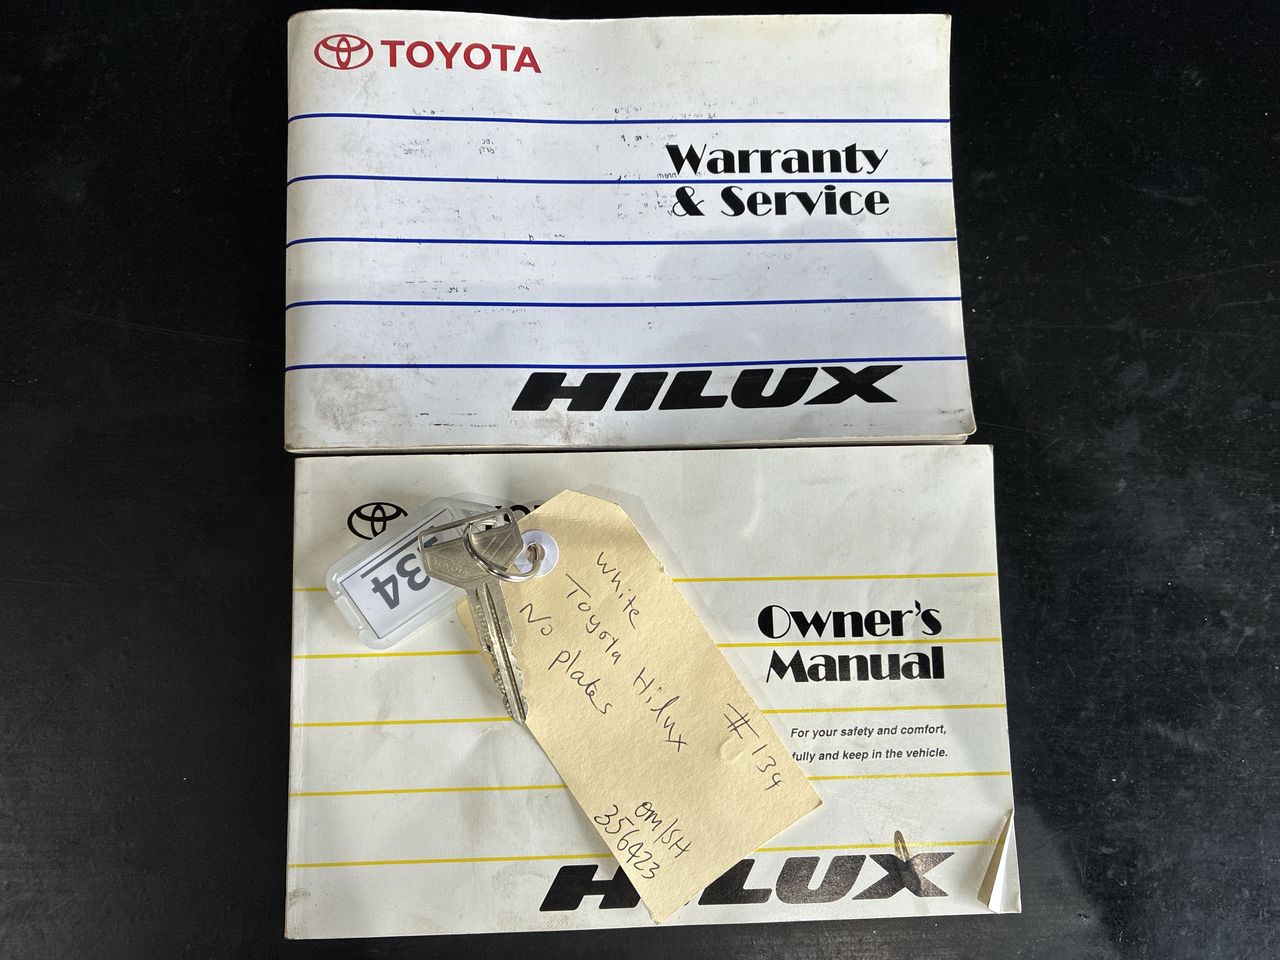 TOYOTA
Warranty
& Service
HILUX
34
TOYOTA
White
Toyota Hilux
No plates
#134
om/SH
356423
Owner's
Manual
For your safety and comfort,
fully and keep in the vehicle.
HILUX